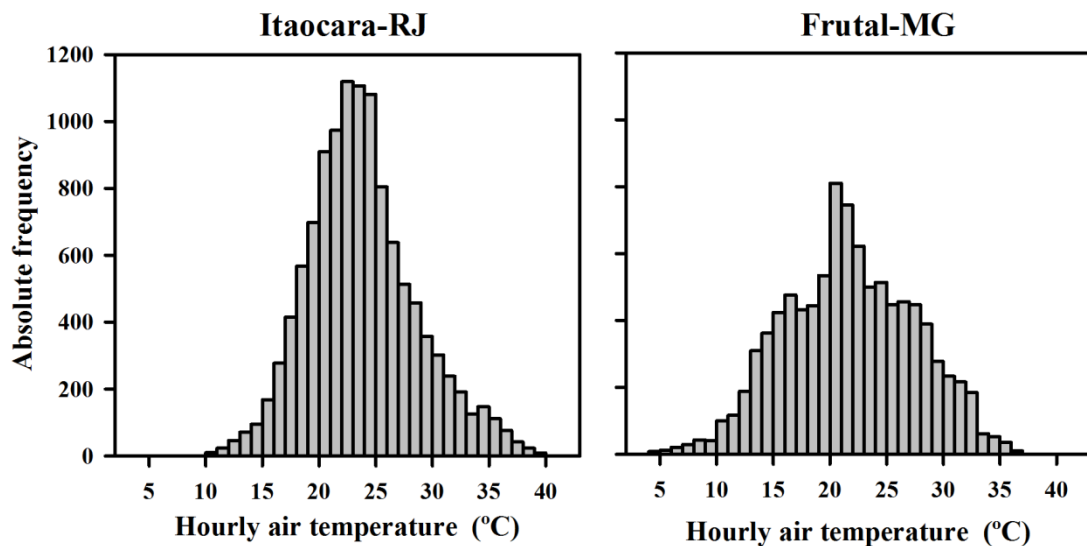 Itaocara-RJ
Frutal-MG
Absolute frequency
1200
1000
800
600
400
200
0
5 10 15 20 25 30 35 40
5 10 15 20 25 30 35 40
Hourly air temperature (ºC)
Hourly air temperature (ºC)